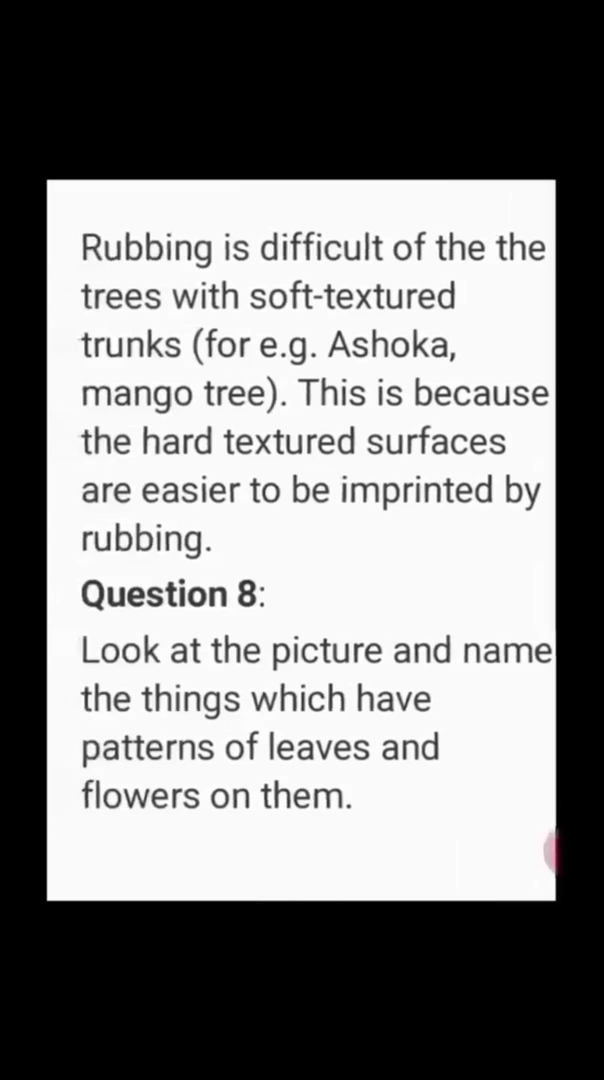 Rubbing is difficult of the the
trees with soft-textured
trunks (for e.g. Ashoka,
mango tree). This is because
the hard textured surfaces
are easier to be imprinted by
rubbing.
Question 8:
Look at the picture and name
the things which have
patterns of leaves and
flowers on them.